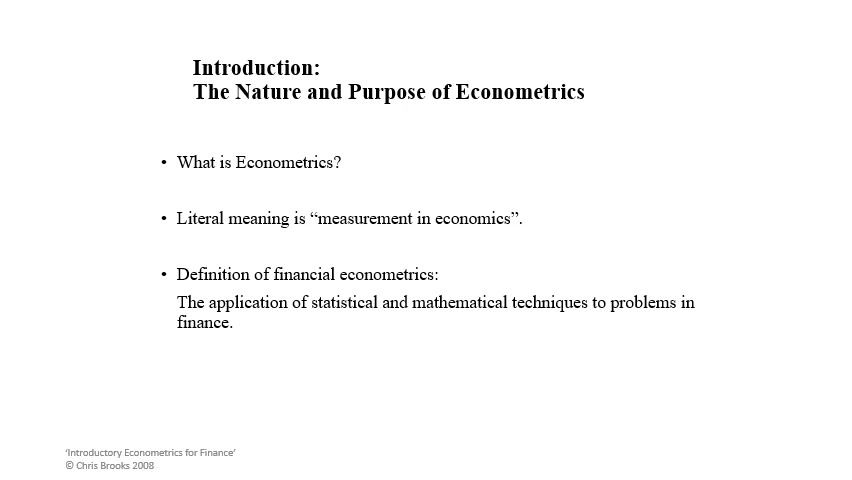 Introduction:
The Nature and Purpose of Econometrics
• What is Econometrics?
• Literal meaning is “measurement in economics”.
• Definition of financial econometrics:
The application of statistical and mathematical techniques to problems in
finance.
‘Introductory Econometrics for Finance’
© Chris Brooks 2008